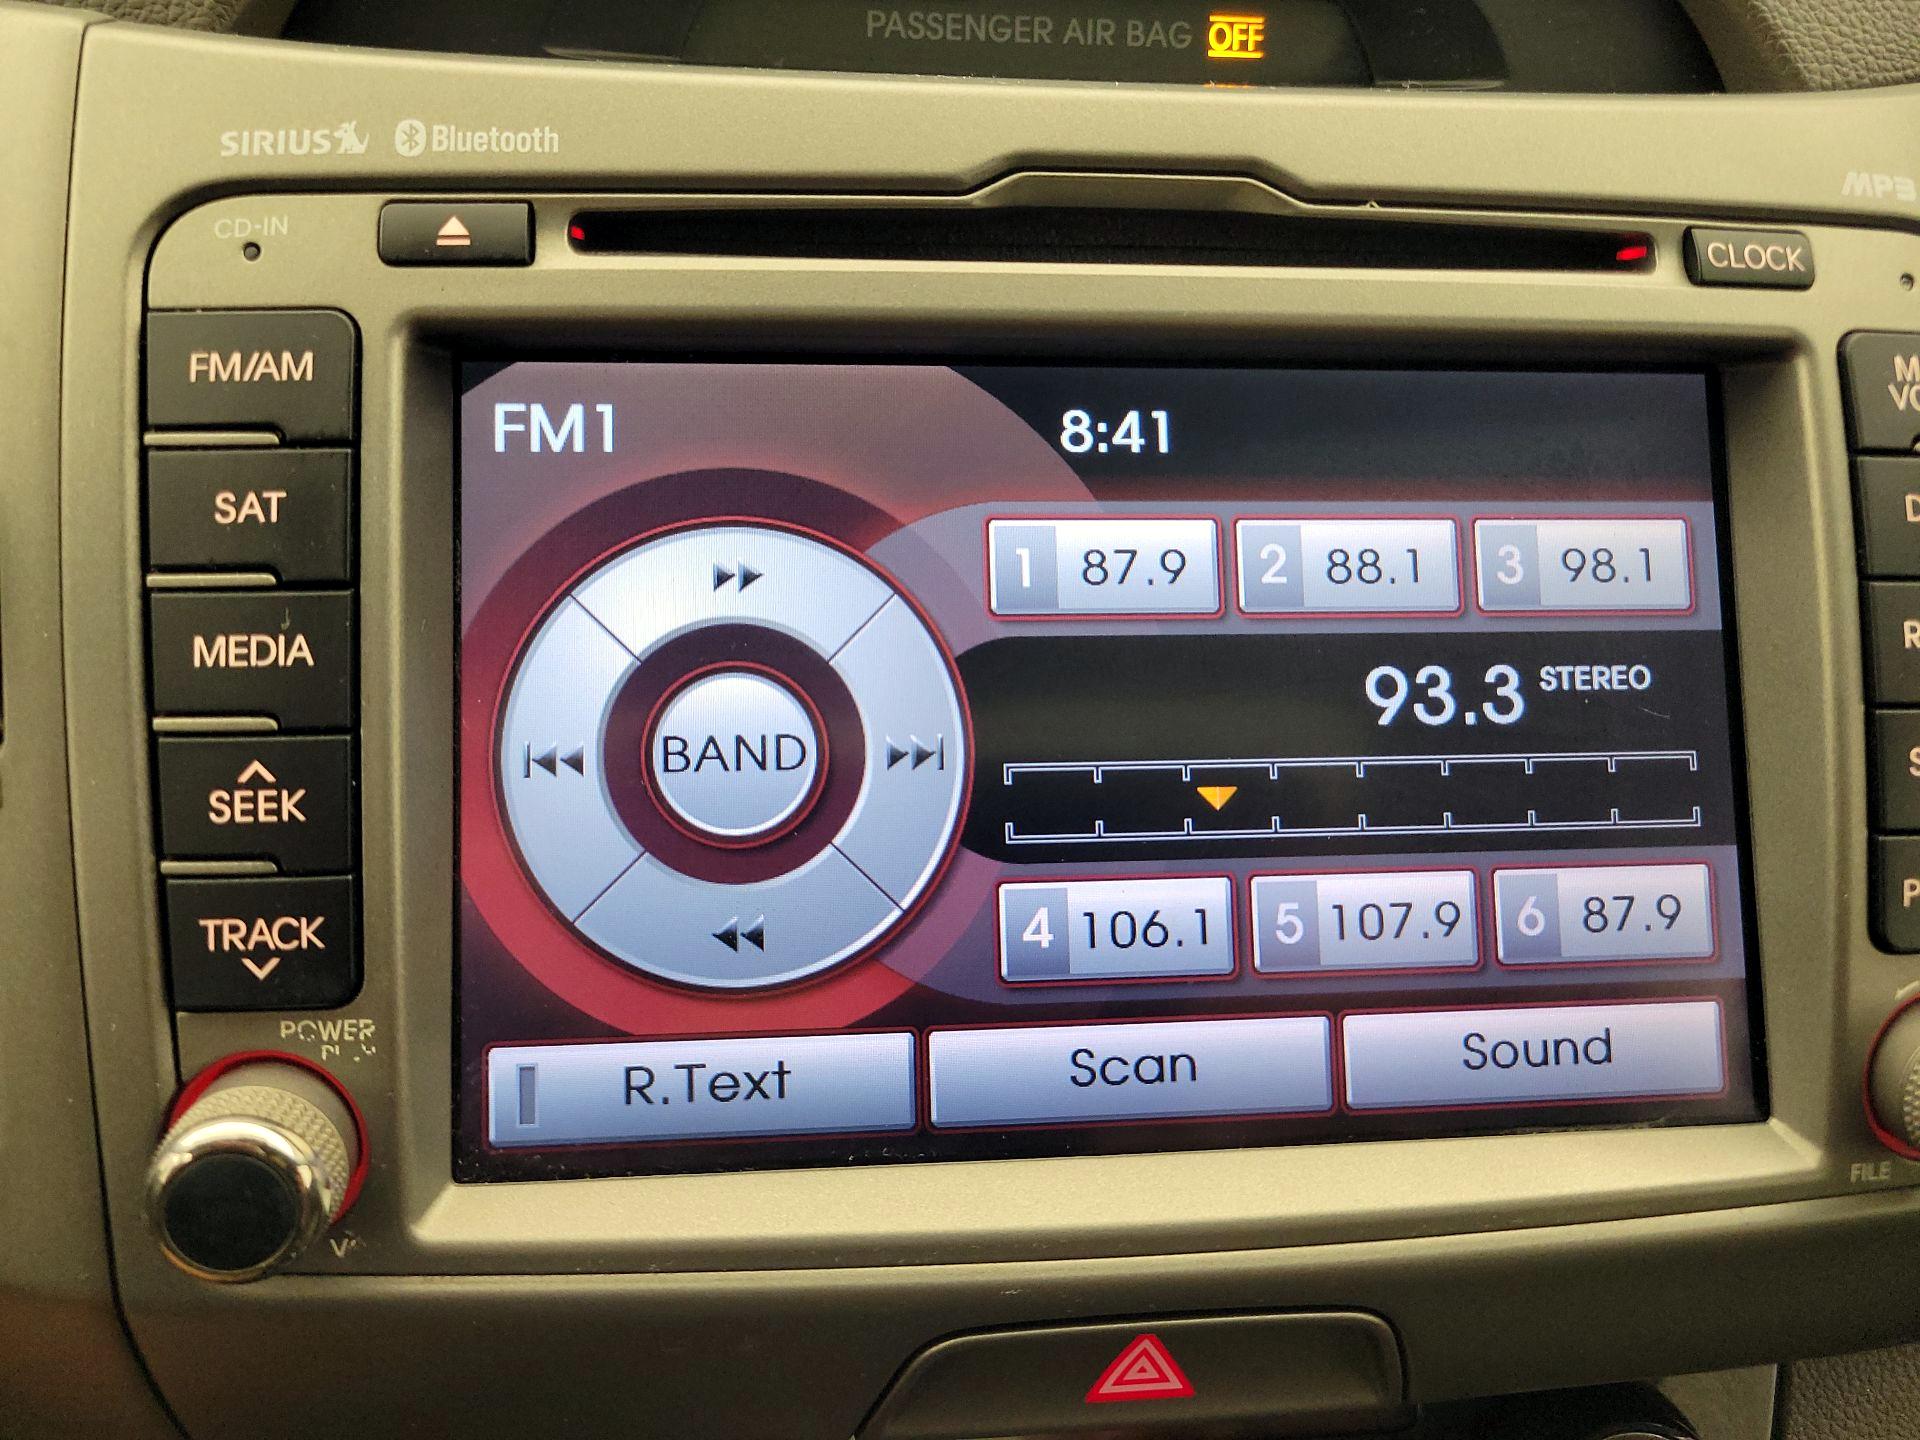 PASSENGER AIR BAG OFF
SIRIUS Bluetooth
MP3
CD-IN
CLOCK
FM/AM
SAT
MEDIA
SEEK
TRACK
POWER
FM1
8:41
1 87.9
2 88.1
3 98.1
93.3 STEREO
BAND
4 106.1
5 107.9
6 87.9
R.Text
Scan
Sound
FILE